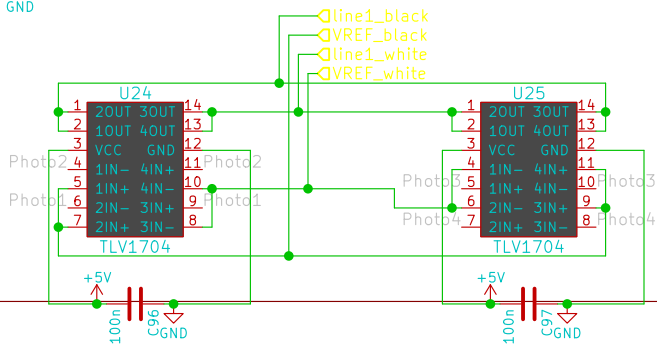 GND
line1_black
VREF_black
line1_white
VREF_white
U24
1 2OUT 3OUT 14
2 1OUT 4OUT 13
3 VCC GND 12
Photo2 4 1IN- 4IN+ 11 Photo2
5 1IN+ 4IN- 10
Photo1 6 2IN- 3IN+ 9 Photo1
7 2IN+ 3IN- 8
TLV1704
+5V
100n
C96
GND
U25
1 2OUT 3OUT 14
2 1OUT 4OUT 13
3 VCC GND 12
4 1IN- 4IN+ 11
Photo3 5 1IN+ 4IN- 10 Photo3
6 2IN- 3IN+ 9
Photo4 7 2IN+ 3IN- 8 Photo4
TLV1704
+5V
100n
C97
GND